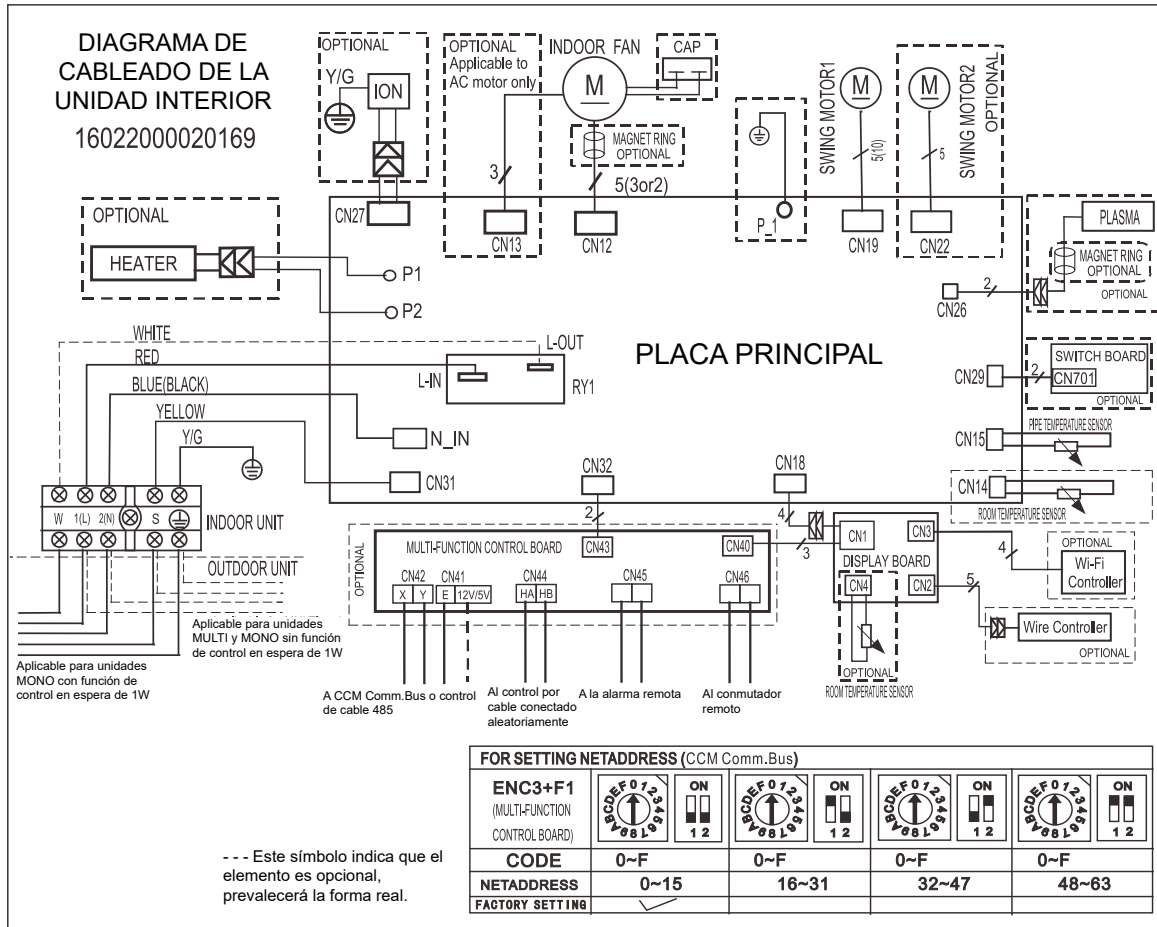 DIAGRAMA DE
CABLEADO DE LA
UNIDAD INTERIOR
16022000020169
OPTIONAL
Y/G
ION
CN27
OPTIONAL
Applicable to
AC motor only
3
CN13
INDOOR FAN
M
CAP
MAGNET RING
OPTIONAL
5(3or2)
CN12
P_1
SWING MOTOR1
M
5(10)
CN19
SWING MOTOR2
OPTIONAL
M
5
CN22
PLASMA
MAGNET RING
OPTIONAL
OPTIONAL
2
CN26
OPTIONAL
HEATER
P1
P2
WHITE
RED
BLUE(BLACK)
YELLOW
Y/G
L-OUT
L-IN
RY1
N_IN
CN31
PLACA PRINCIPAL
CN29
2
SWITCH BOARD
CN701
OPTIONAL
CN15
PIPE TEMPERATURE SENSOR
CN14
ROOM TEMPERATURE SENSOR
W 1(L) 2(N) S
INDOOR UNIT
OUTDOOR UNIT
Aplicable para unidades
MULTI y MONO sin función
de control en espera de 1W
Aplicable para unidades
MONO con función de
control en espera de 1W
CN32
2
CN18
4
OPTIONAL
MULTI-FUNCTION CONTROL BOARD
CN43
CN40
3
CN42 CN41 CN44 CN45 CN46
X Y E 12V/5V HA HB
A CCM Comm.Bus o control
de cable 485
Al control por
cable conectado
aleatoriamente
A la alarma remota
Al conmutador
remoto
CN1
CN3
DISPLAY BOARD
CN4
CN2
OPTIONAL
ROOM TEMPERATURE SENSOR
4
OPTIONAL
Wi-Fi
Controller
5
Wire Controller
OPTIONAL
FOR SETTING NETADDRESS (CCM Comm.Bus)
ENC3+F1
(MULTI-FUNCTION
CONTROL BOARD)
0123456789ABCDEF ON 1 2
0123456789ABCDEF ON 1 2
0123456789ABCDEF ON 1 2
0123456789ABCDEF ON 1 2
CODE 0~F 0~F 0~F 0~F
NETADDRESS 0~15 16~31 32~47 48~63
FACTORY SETTING
- - - Este símbolo indica que el
elemento es opcional,
prevalecerá la forma real.